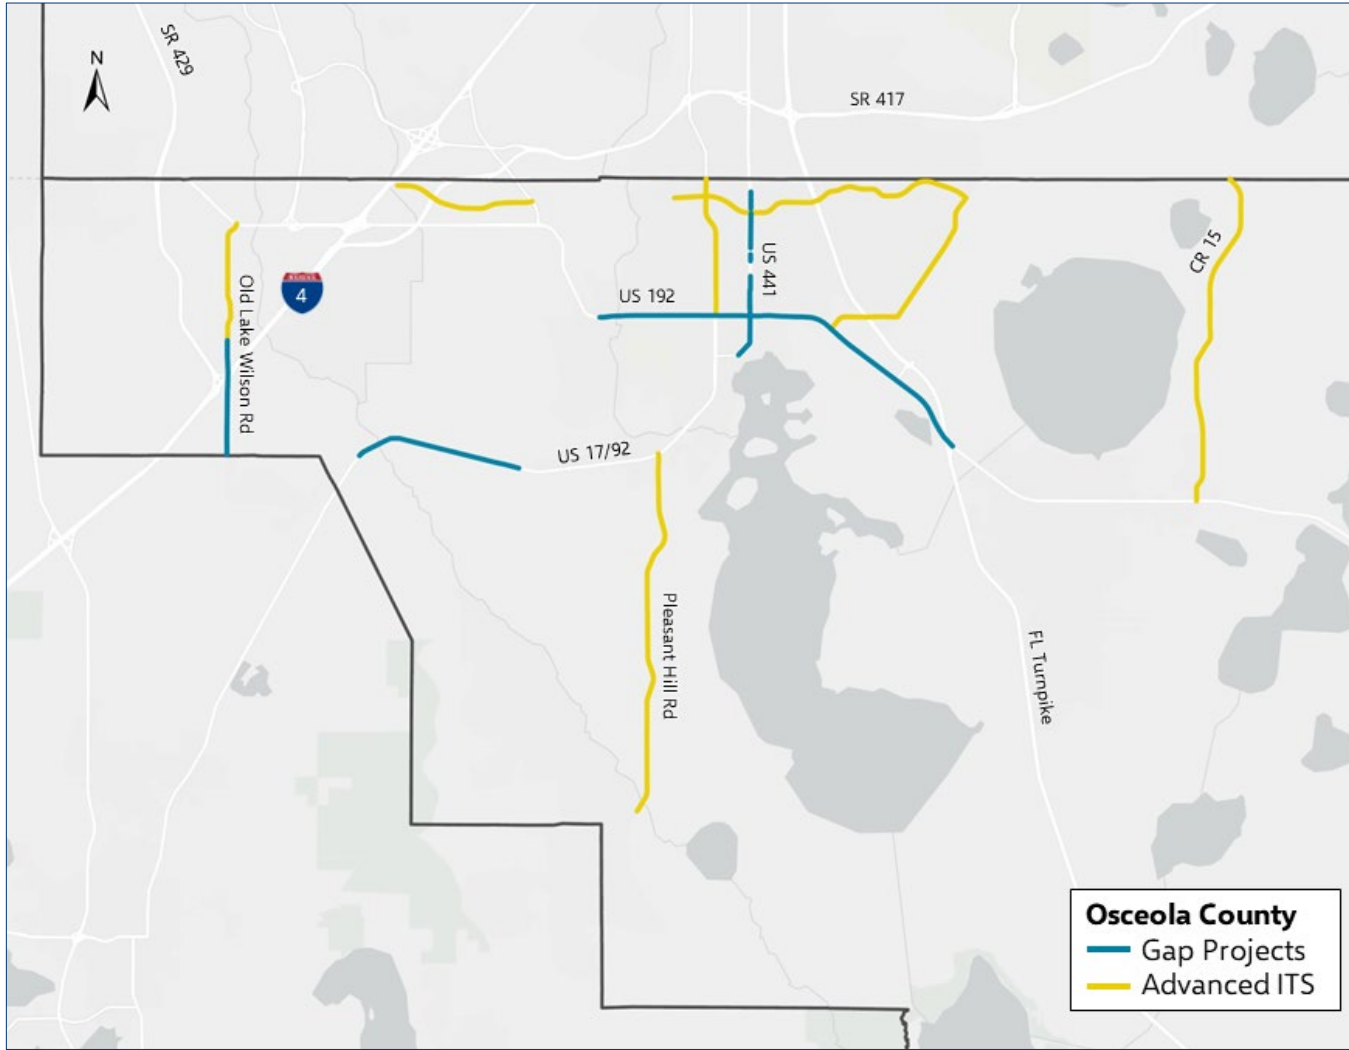 N
SR 429
SR 417
CR 15
US 441
US 192
4
Old Lake Wilson Rd
US 17/92
Pleasant Hill Rd
FL Turnpike
Osceola County
Gap Projects
Advanced ITS